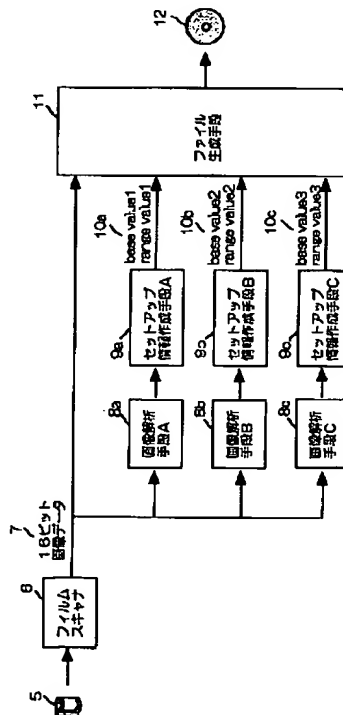 5
6
フィルム
スキャナ
7
16ビット
画像データ
8a
画像解析
手段A
9a
セットアップ
情報作成手段A
10a
base value1
range value1
8b
画像解析
手段B
9b
セットアップ
情報作成手段B
10b
base value2
range value2
8c
画像解析
手段C
9c
セットアップ
情報作成手段C
10c
base value3
range value3
11
ファイル
生成手段
12